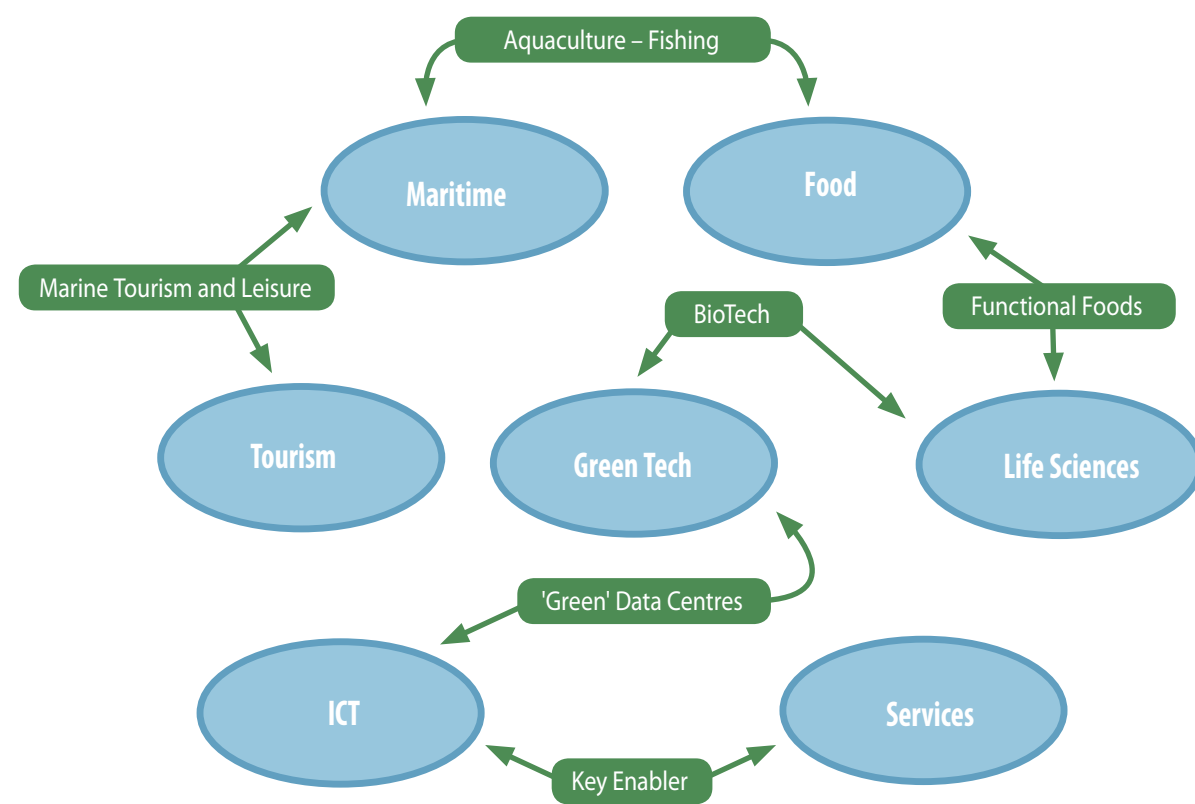 Aquaculture – Fishing
Maritime
Food
Marine Tourism and Leisure
BioTech
Functional Foods
Tourism
Green Tech
Life Sciences
'Green' Data Centres
ICT
Services
Key Enabler